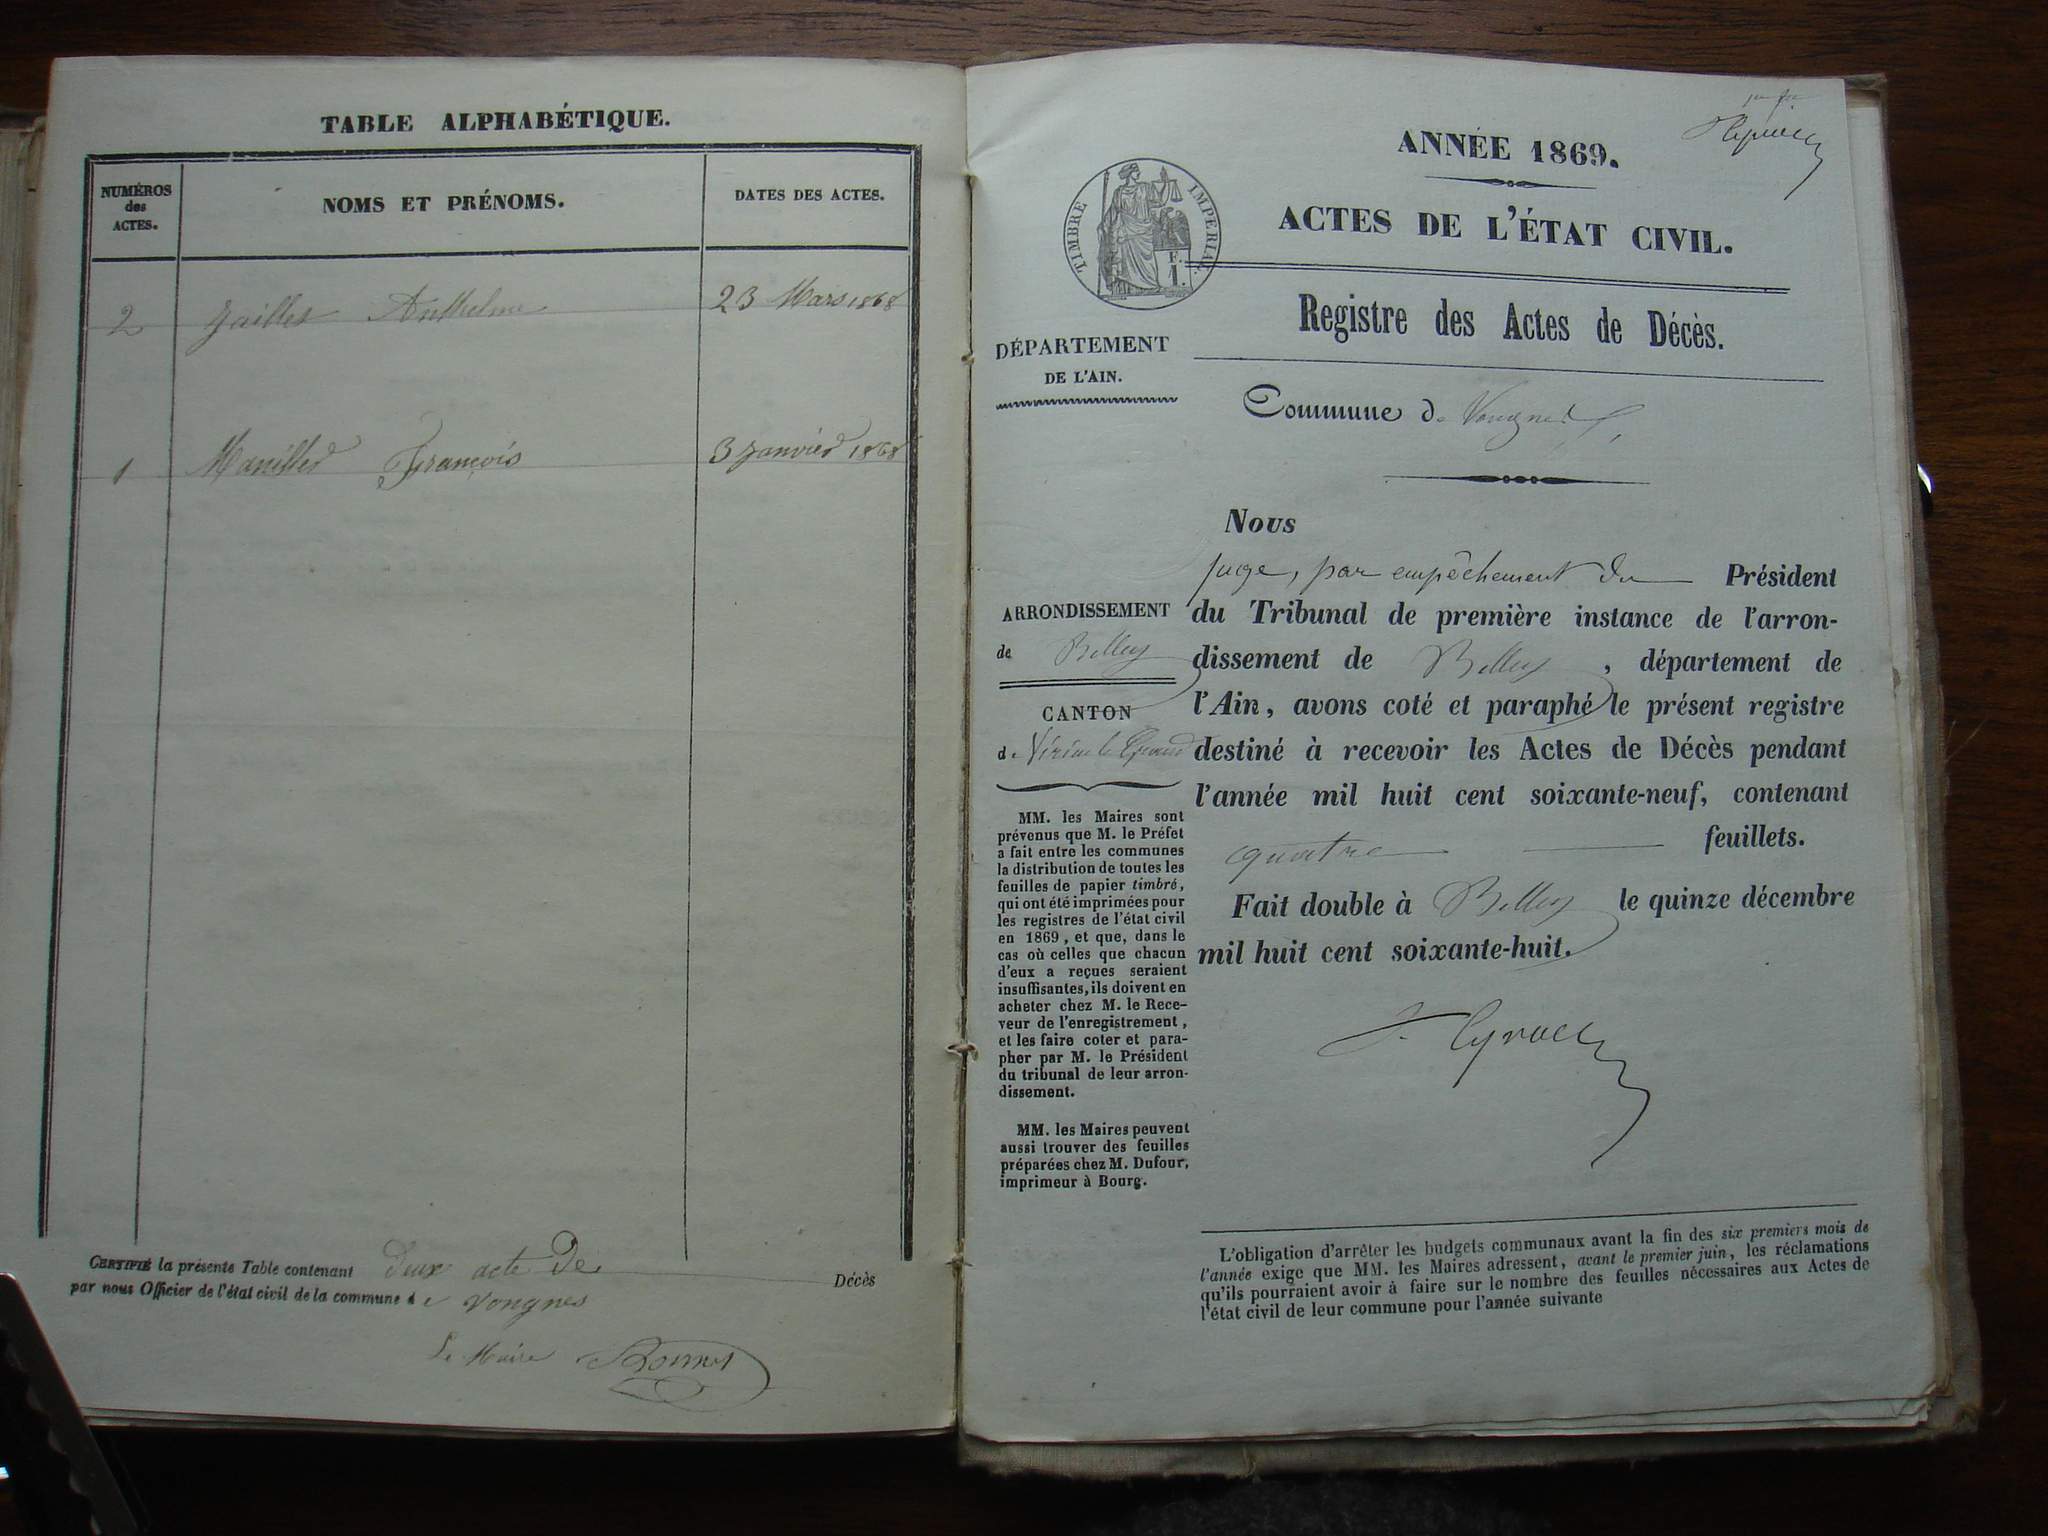 TABLE ALPHABÉTIQUE.
NUMÉROS
des
ACTES.
NOMS ET PRÉNOMS.
DATES DES ACTES.
2 Jailles Anthelme 23 Mars 1868
1 François 3 Janvier 1868
CERTIFIÉ la présente Table contenant deux acte De Décès
par nous Officier de l'état civil de la commune de Vongnes
Le Maire Bonnet
ANNÉE 1869.
ACTES DE L'ÉTAT CIVIL.
TIMBRE IMPÉRIAL.
F.
1.
Registre des Actes de Décès.
DÉPARTEMENT
DE L'AIN.
Commune de Vongnes
ARRONDISSEMENT
de Belley
CANTON
de Virieu le Grand
MM. les Maires sont
prévenus que M. le Préfet
a fait entre les communes
la distribution de toutes les
feuilles de papier timbré,
qui ont été imprimées pour
les registres de l'état civil
en 1869, et que, dans le
cas où celles que chacun
d'eux a reçues seraient
insuffisantes, ils doivent en
acheter chez M. le Rece-
veur de l'enregistrement,
et les faire coter et para-
pher par M. le Président
du tribunal de leur arron-
dissement.
MM. les Maires peuvent
aussi trouver des feuilles
préparées chez M. Dufour,
imprimeur à Bourg.
Nous
juge, par empêchement du Président
du Tribunal de première instance de l'arron-
dissement de Belley, département de
l'Ain, avons coté et paraphé le présent registre
destiné à recevoir les Actes de Décès pendant
l'année mil huit cent soixante-neuf, contenant
quatre feuillets.
Fait double à Belley le quinze décembre
mil huit cent soixante-huit.
L'obligation d'arrêter les budgets communaux avant la fin des six premiers mois de
l'année exige que MM. les Maires adressent, avant le premier juin, les réclamations
qu'ils pourraient avoir à faire sur le nombre des feuilles nécessaires aux Actes de
l'état civil de leur commune pour l'année suivante